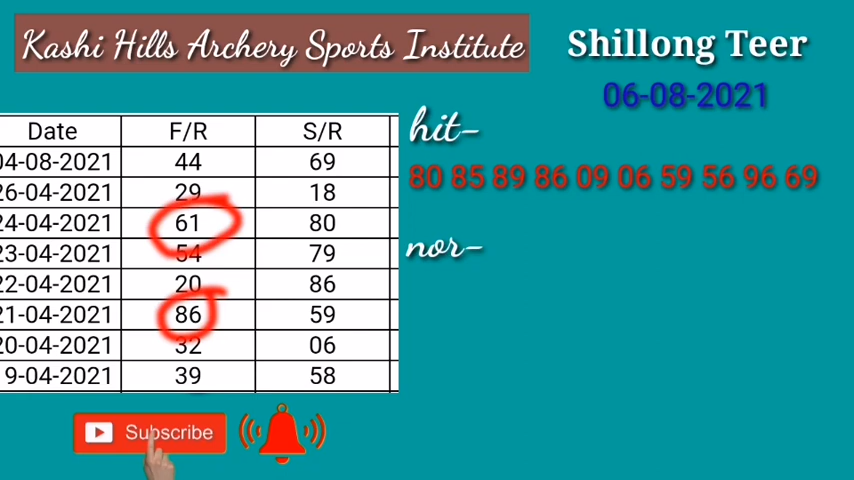 Kashi Hills Archery Sports Institute
Shillong Teer
06-08-2021
Date F/R S/R
04-08-2021 44 69
26-04-2021 29 18
24-04-2021 61 80
23-04-2021 54 79
22-04-2021 20 86
21-04-2021 86 59
20-04-2021 32 06
9-04-2021 39 58
hit-
80 85 89 86 09 06 59 56 96 69
nor-
Subscribe